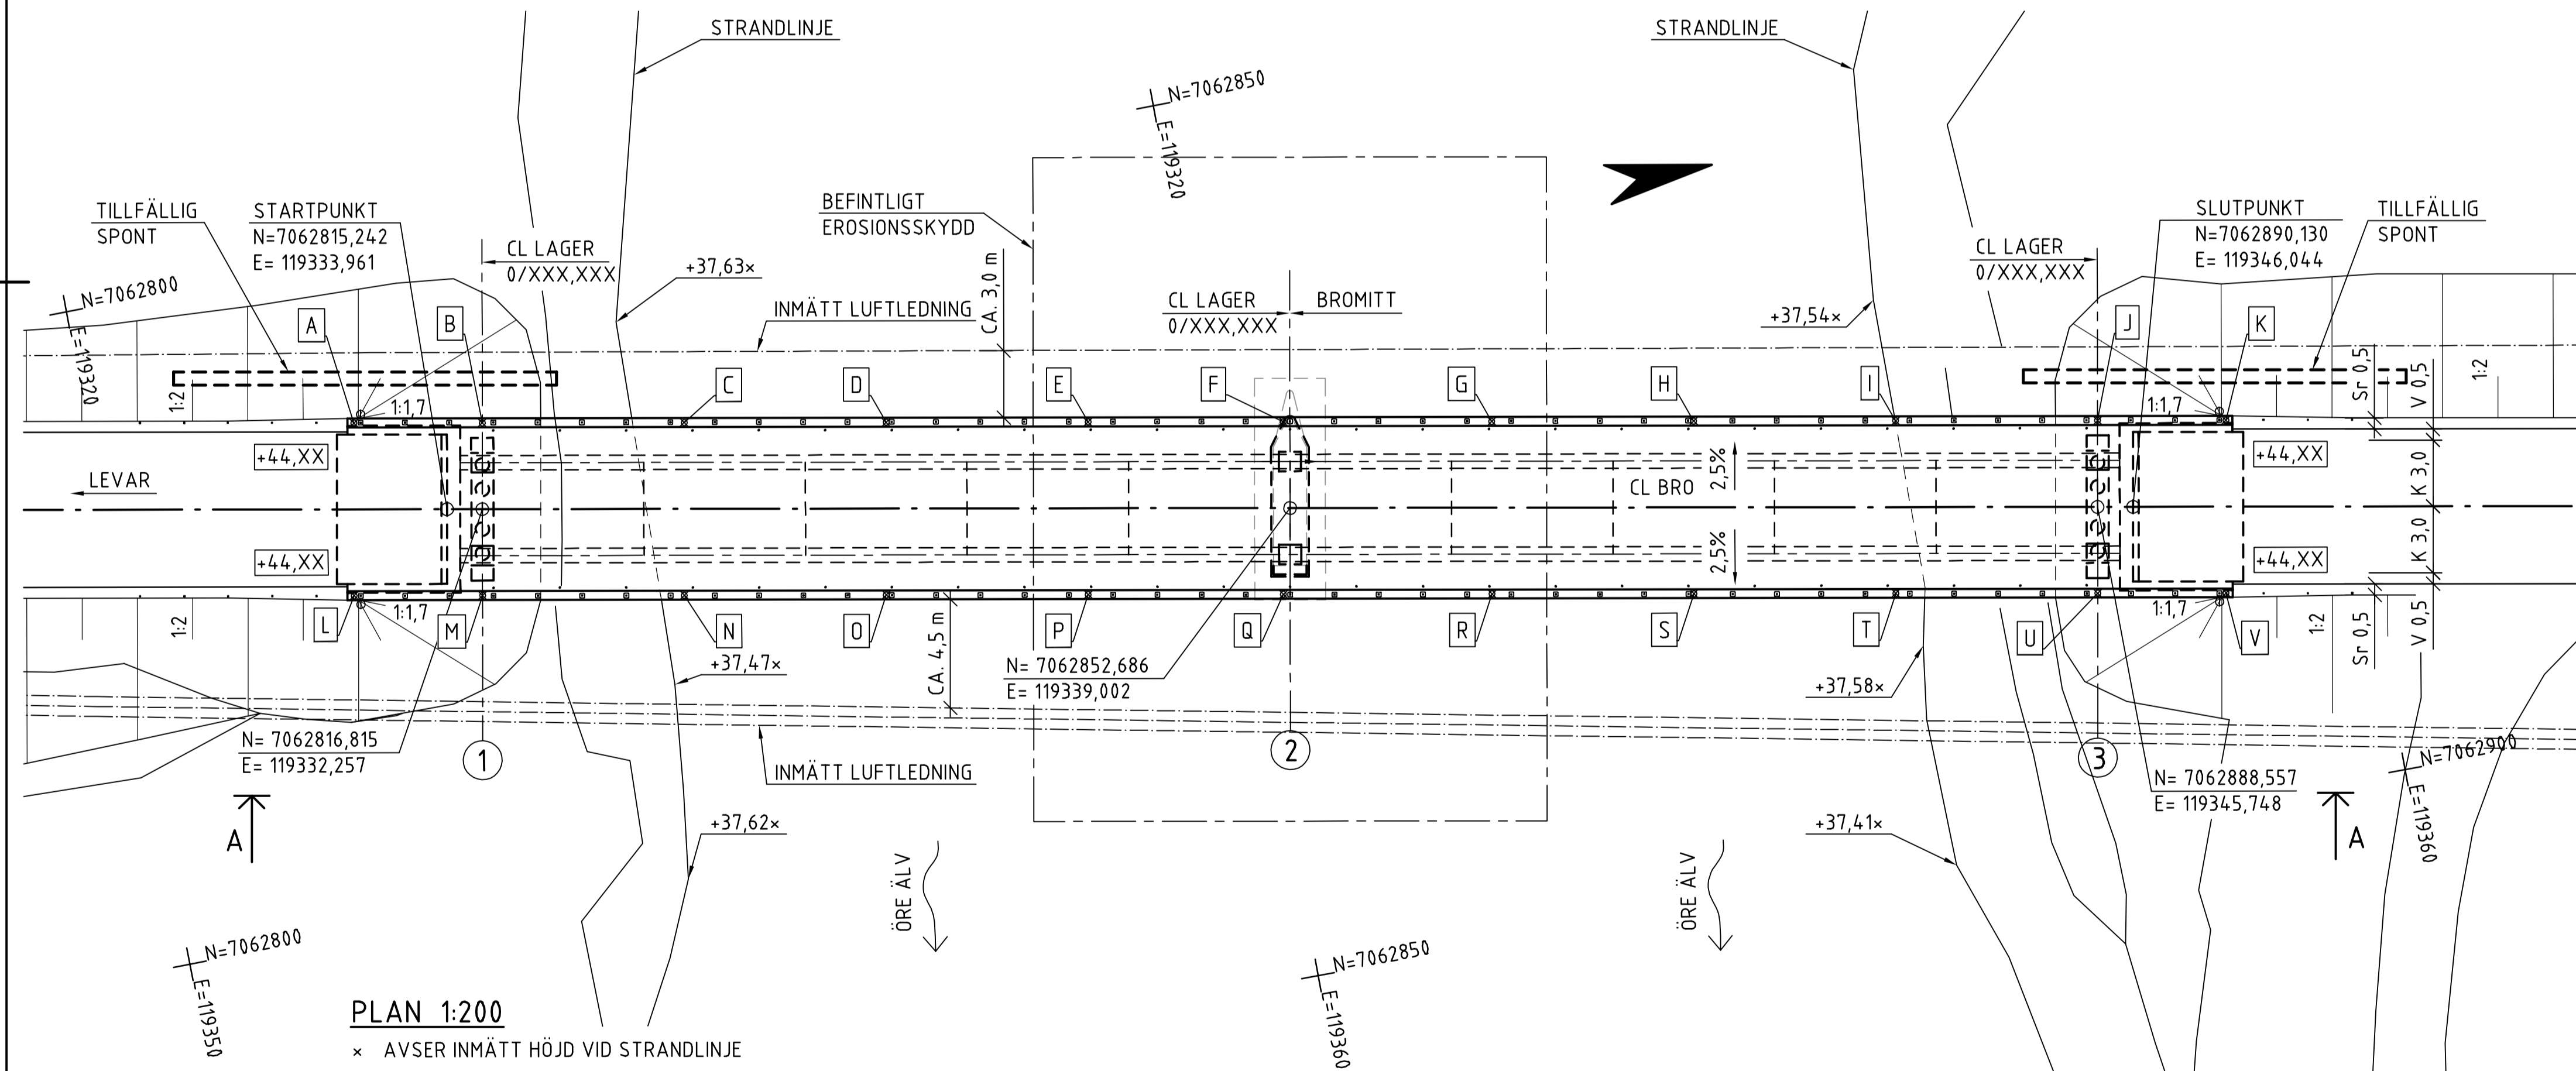 STRANDLINJE
STRANDLINJE
N=7062850
E=119320
TILLFÄLLIG
SPONT
STARTPUNKT
N=7062815,242
E= 119333,961
CL LAGER
0/XXX,XXX
+37,63×
BEFINTLIGT
EROSIONSSKYDD
INMÄTT LUFTLEDNING
CA. 3,0 m
CL LAGER
0/XXX,XXX
BROMITT
+37,54×
CL LAGER
0/XXX,XXX
SLUTPUNKT
N=7062890,130
E= 119346,044
TILLFÄLLIG
SPONT
N=7062800
E=119320
A
B
C
D
E
F
G
H
I
J
K
1:2
1:1,7
1:1,7
Sr 0,5
V 0,5
1:2
+44,XX
+44,XX
LEVAR
CL BRO
2,5%
2,5%
K 3,0
K 3,0
+44,XX
+44,XX
1:2
1:1,7
1:1,7
1:2
Sr 0,5
V 0,5
L
M
N
O
P
Q
R
S
T
U
V
+37,47×
CA. 4,5 m
N= 7062852,686
E= 119339,002
+37,58×
N= 7062816,815
E= 119332,257
1
2
3
INMÄTT LUFTLEDNING
N= 7062888,557
E= 119345,748
N=7062900
E=119360
A
A
+37,62×
+37,41×
ÖRE ÄLV
ÖRE ÄLV
N=7062800
E=119350
N=7062850
E=119360
PLAN 1:200
× AVSER INMÄTT HÖJD VID STRANDLINJE